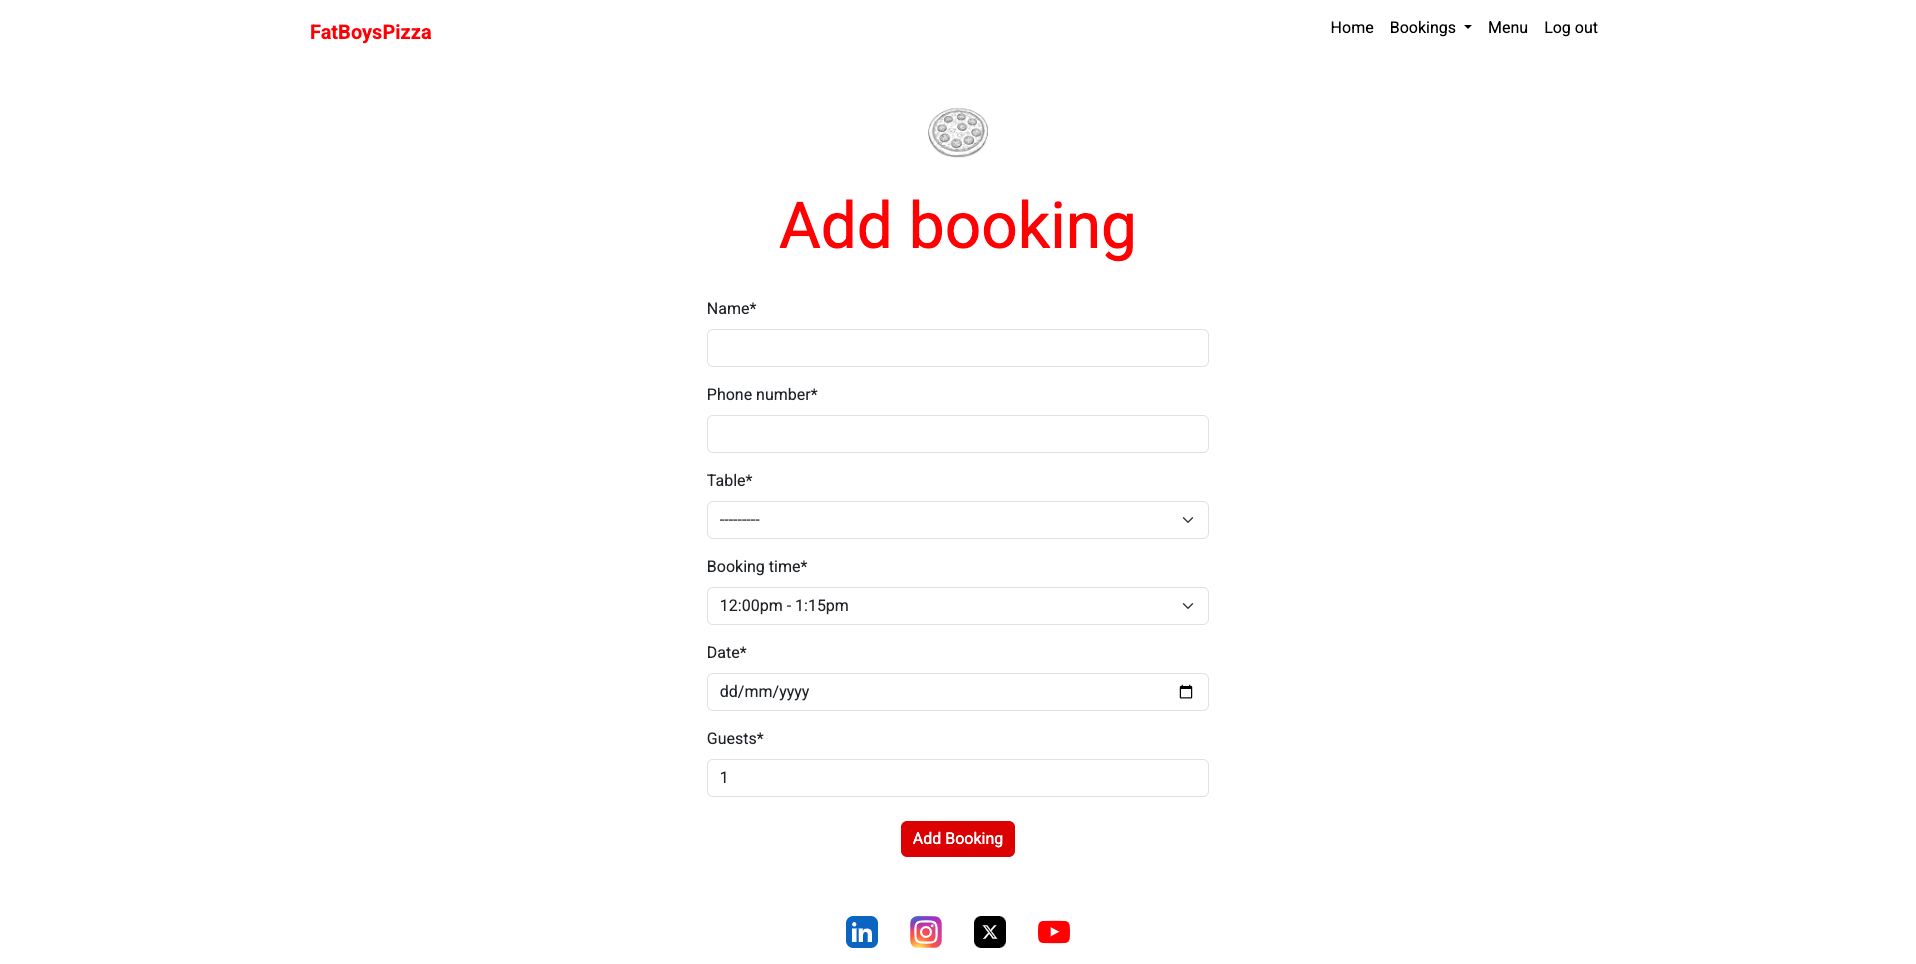 FatBoysPizza
Home Bookings Menu Log out
Add booking
Name*
Phone number*
Table*
---------
Booking time*
12:00pm - 1:15pm
Date*
dd/mm/yyyy
Guests*
1
Add Booking